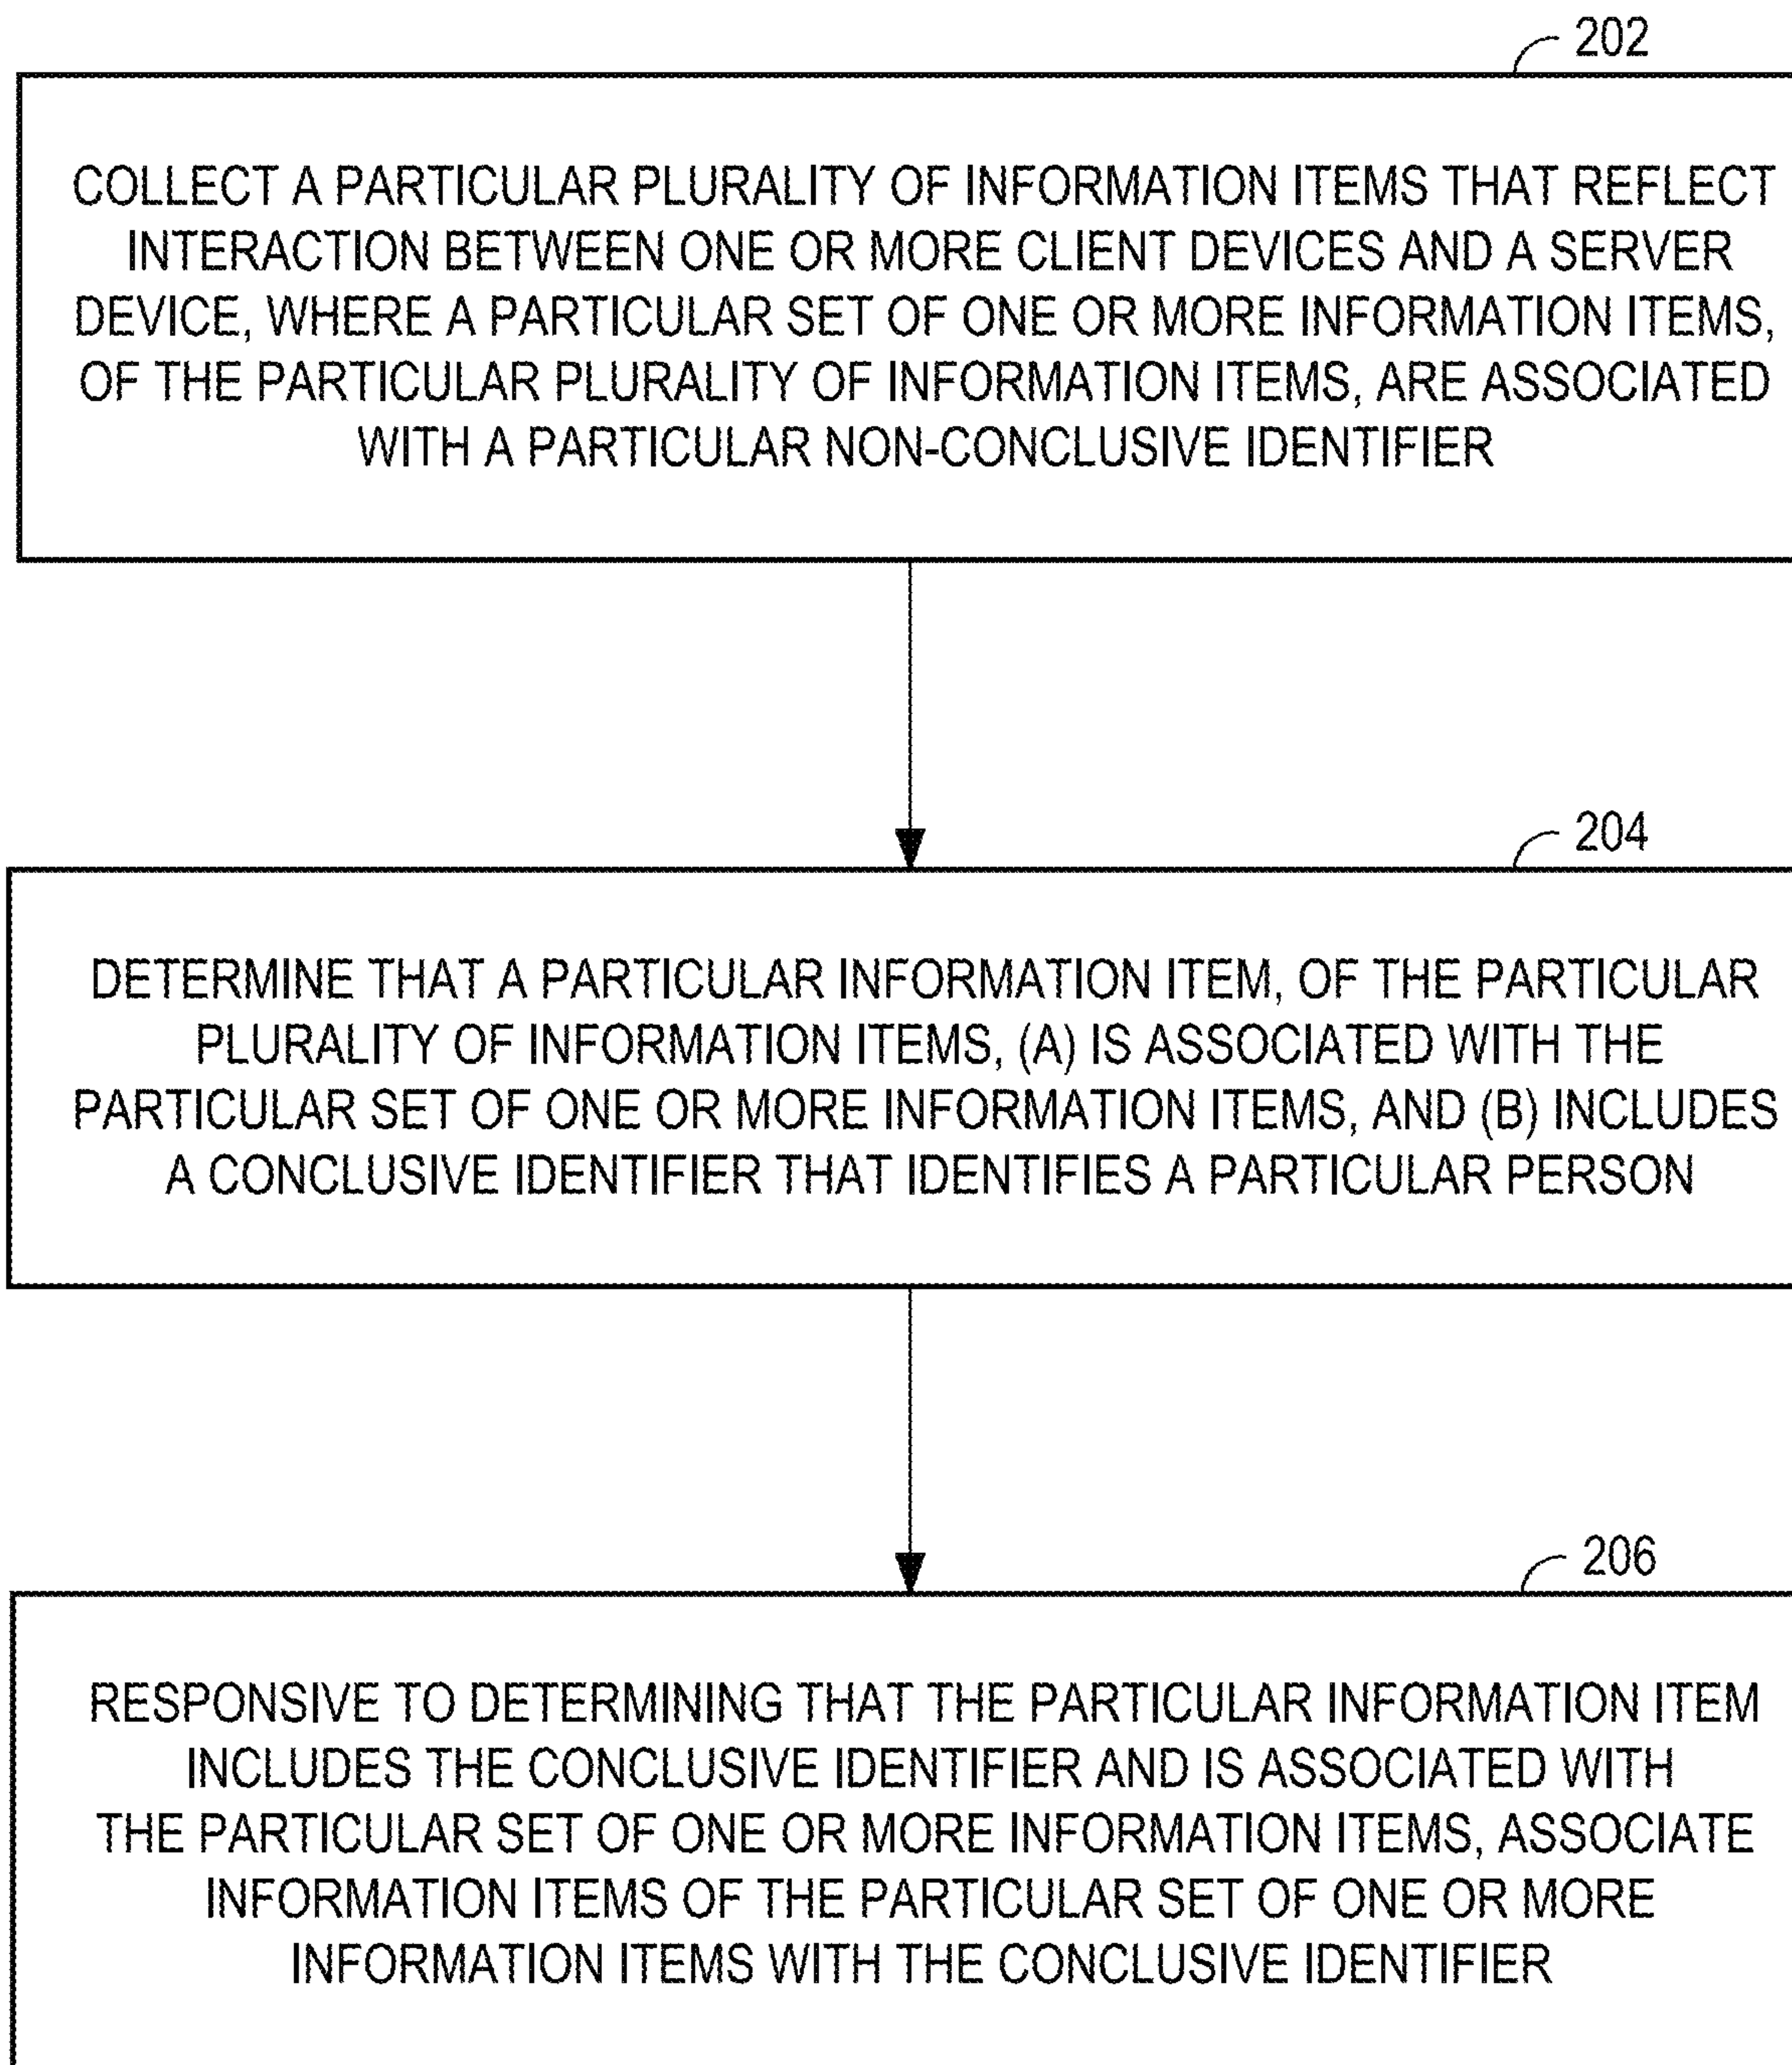 202
COLLECT A PARTICULAR PLURALITY OF INFORMATION ITEMS THAT REFLECT
INTERACTION BETWEEN ONE OR MORE CLIENT DEVICES AND A SERVER
DEVICE, WHERE A PARTICULAR SET OF ONE OR MORE INFORMATION ITEMS,
OF THE PARTICULAR PLURALITY OF INFORMATION ITEMS, ARE ASSOCIATED
WITH A PARTICULAR NON-CONCLUSIVE IDENTIFIER
204
DETERMINE THAT A PARTICULAR INFORMATION ITEM, OF THE PARTICULAR
PLURALITY OF INFORMATION ITEMS, (A) IS ASSOCIATED WITH THE
PARTICULAR SET OF ONE OR MORE INFORMATION ITEMS, AND (B) INCLUDES
A CONCLUSIVE IDENTIFIER THAT IDENTIFIES A PARTICULAR PERSON
206
RESPONSIVE TO DETERMINING THAT THE PARTICULAR INFORMATION ITEM
INCLUDES THE CONCLUSIVE IDENTIFIER AND IS ASSOCIATED WITH
THE PARTICULAR SET OF ONE OR MORE INFORMATION ITEMS, ASSOCIATE
INFORMATION ITEMS OF THE PARTICULAR SET OF ONE OR MORE
INFORMATION ITEMS WITH THE CONCLUSIVE IDENTIFIER